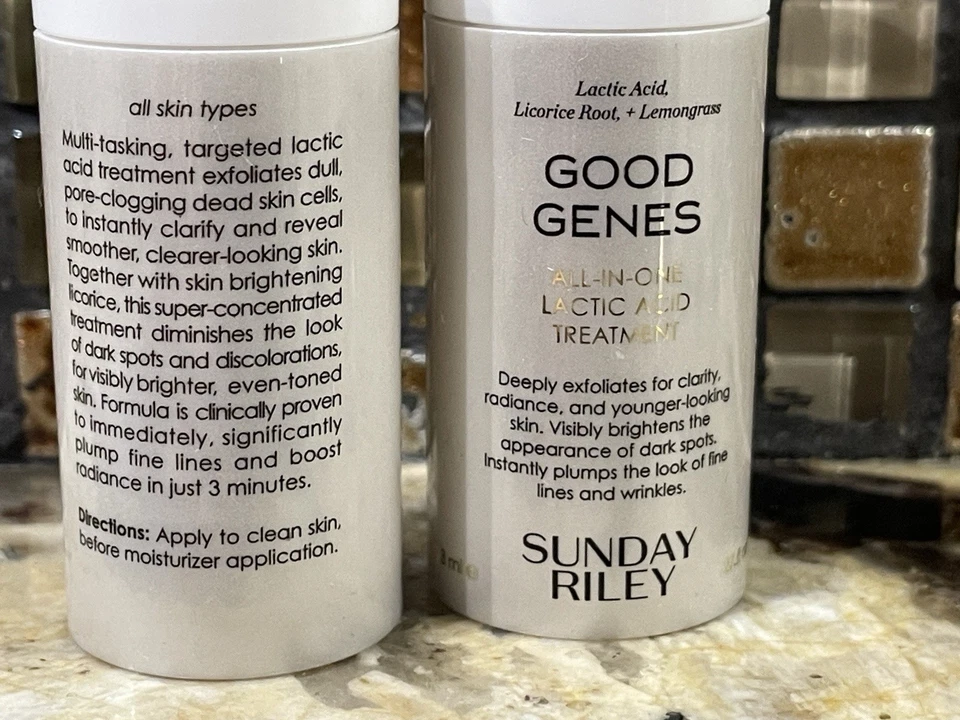 all skin types
Multi-tasking, targeted lactic
acid treatment exfoliates dull,
pore-clogging dead skin cells,
to instantly clarify and reveal
smoother, clearer-looking skin.
Together with skin brightening
licorice, this super-concentrated
treatment diminishes the look
of dark spots and discolorations,
for visibly brighter, even-toned
skin. Formula is clinically proven
to immediately, significantly
plump fine lines and boost
radiance in just 3 minutes.
Directions: Apply to clean skin,
before moisturizer application.
Lactic Acid,
Licorice Root, + Lemongrass
GOOD
GENES
ALL-IN-ONE
LACTIC ACID
TREATMENT
Deeply exfoliates for clarity,
radiance, and younger-looking
skin. Visibly brightens the
appearance of dark spots.
Instantly plumps the look of fine
lines and wrinkles.
SUNDAY
RILEY